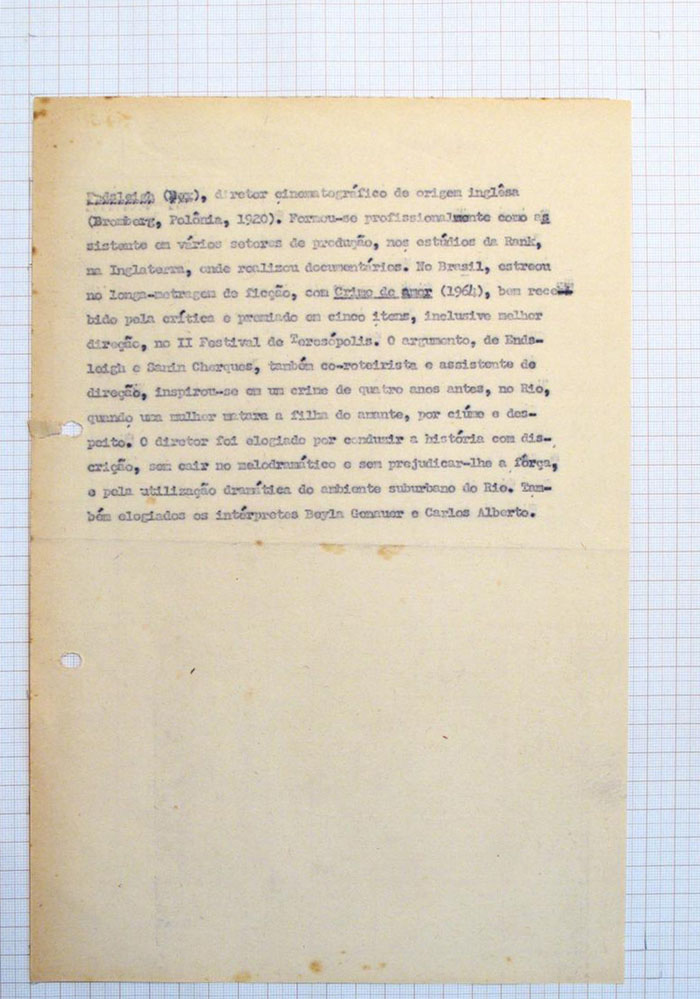 Endsleigh (Rex), diretor cinematográfico de origem inglêsa
(Bromberg, Polônia, 1920). Formou-se profissionalmente como as
sistente em vários setores de produção, nos estúdios da Rank,
na Inglaterra, onde realizou documentários. No Brasil, estreou
no longa-metragem de ficção, com Crime de amor (1964), bem rece
bido pela crítica e premiado em cinco itens, inclusive melhor
direção, no II Festival de Teresópolis. O argumento, de Ends-
leigh e Sanin Cherques, também co-roteirista e assistente de
direção, inspirou-se em um crime de quatro anos antes, no Rio,
quando uma mulher matara a filha do amante, por ciúme e des-
peito. O diretor foi elogiado por conduzir a história com dis-
crição, sem cair no melodramático e sem prejudicar-lhe a fôrça,
e pela utilização dramática do ambiente suburbano do Rio. Tam-
bém elogiados os intérpretes Beyla Genauer e Carlos Alberto.